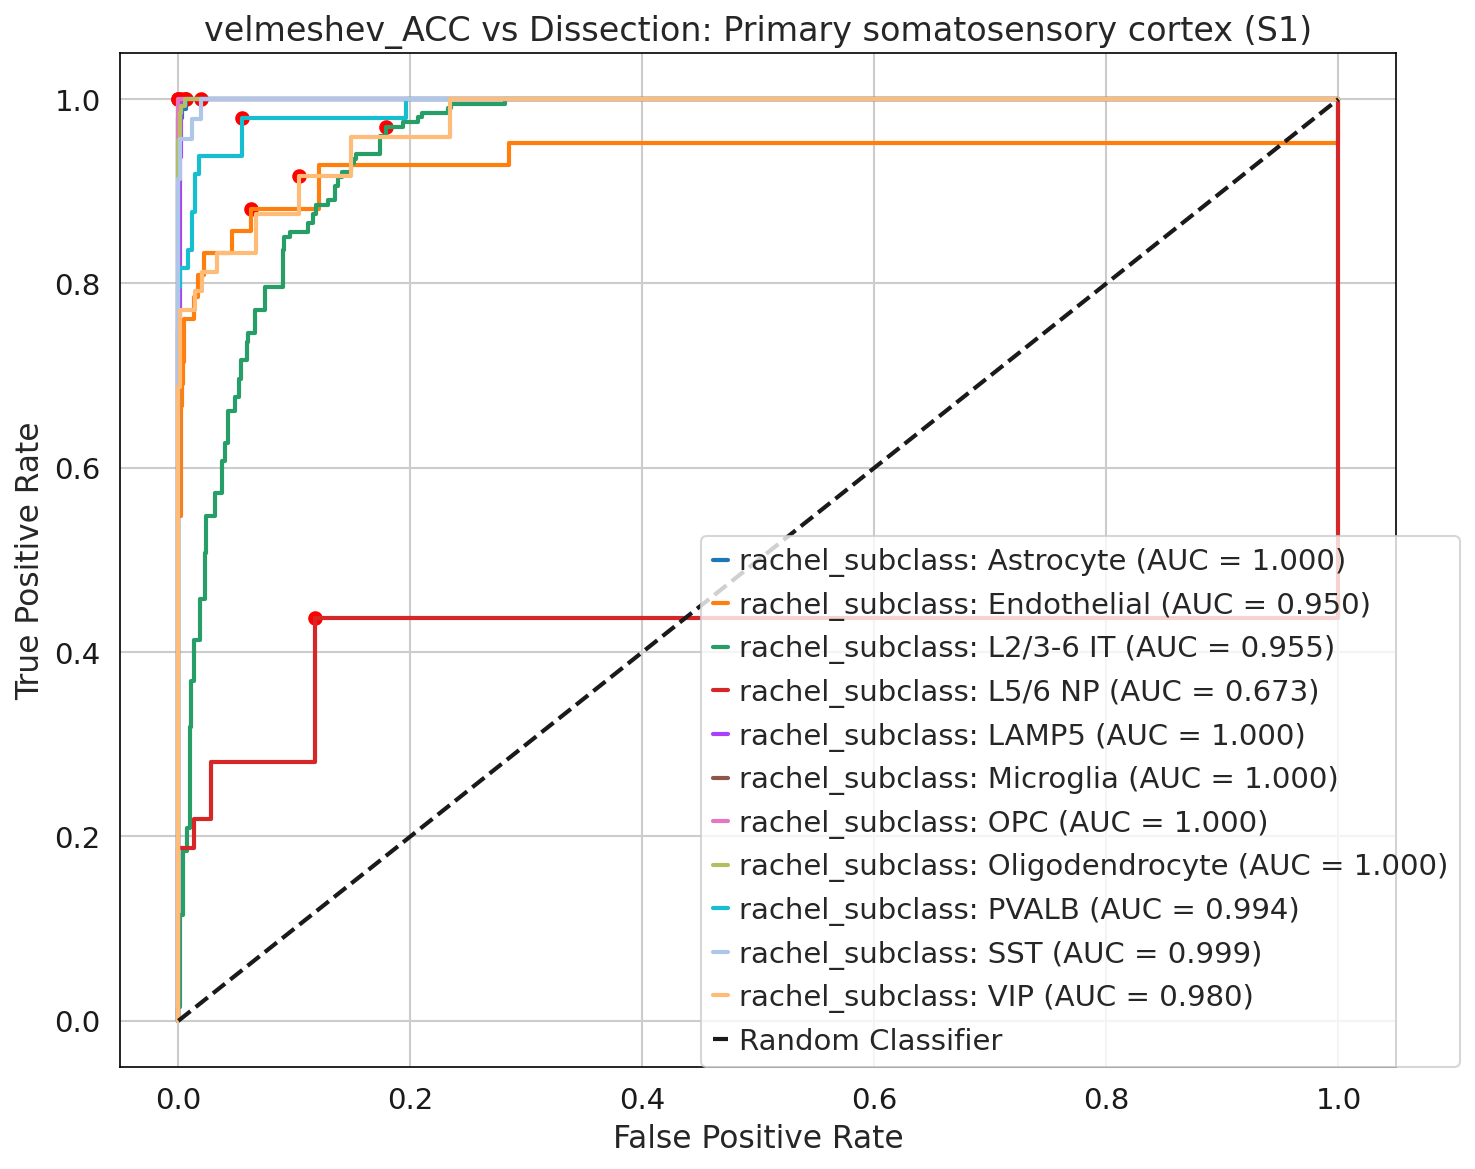 velmeshev_ACC vs Dissection: Primary somatosensory cortex (S1)
True Positive Rate
1.0
0.8
0.6
0.4
0.2
0.0
rachel_subclass: Astrocyte (AUC = 1.000)
rachel_subclass: Endothelial (AUC = 0.950)
rachel_subclass: L2/3-6 IT (AUC = 0.955)
rachel_subclass: L5/6 NP (AUC = 0.673)
rachel_subclass: LAMP5 (AUC = 1.000)
rachel_subclass: Microglia (AUC = 1.000)
rachel_subclass: OPC (AUC = 1.000)
rachel_subclass: Oligodendrocyte (AUC = 1.000)
rachel_subclass: PVALB (AUC = 0.994)
rachel_subclass: SST (AUC = 0.999)
rachel_subclass: VIP (AUC = 0.980)
Random Classifier
0.0 0.2 0.4 0.6 0.8 1.0
False Positive Rate